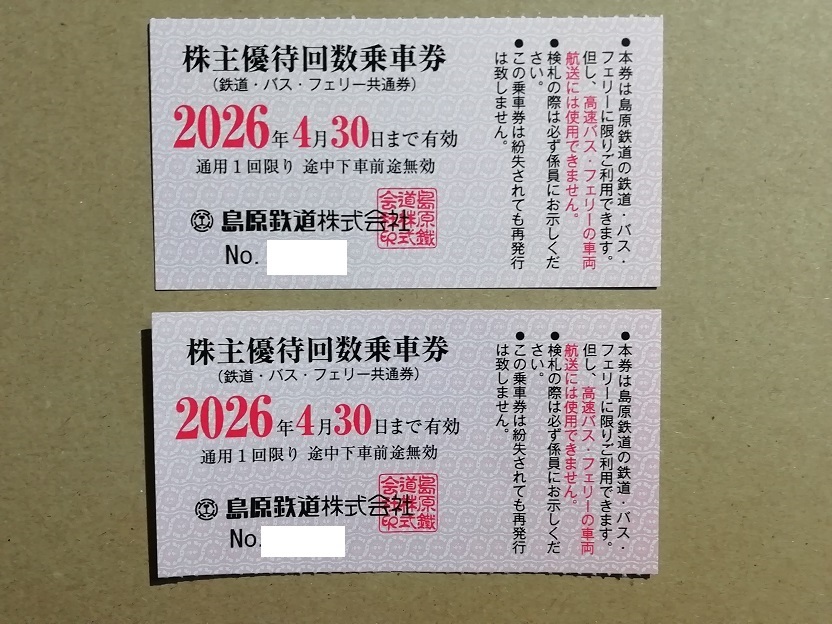 株主優待回数乗車券
（鉄道・バス・フェリー共通券）
2026年4月30日まで有効
通用1回限り 途中下車前途無効
島原鉄道株式会社
島原鐵道株式会社印
No.
●本券は島原鉄道の鉄道・バス・
フェリーに限りご利用できます。
但し、高速バス・フェリーの車両
航送には使用できません。
●検札の際は必ず係員にお示しくだ
さい。
●この乗車券は紛失されても再発行
は致しません。
株主優待回数乗車券
（鉄道・バス・フェリー共通券）
2026年4月30日まで有効
通用1回限り 途中下車前途無効
島原鉄道株式会社
島原鐵道株式会社印
No.
●本券は島原鉄道の鉄道・バス・
フェリーに限りご利用できます。
但し、高速バス・フェリーの車両
航送には使用できません。
●検札の際は必ず係員にお示しくだ
さい。
●この乗車券は紛失されても再発行
は致しません。